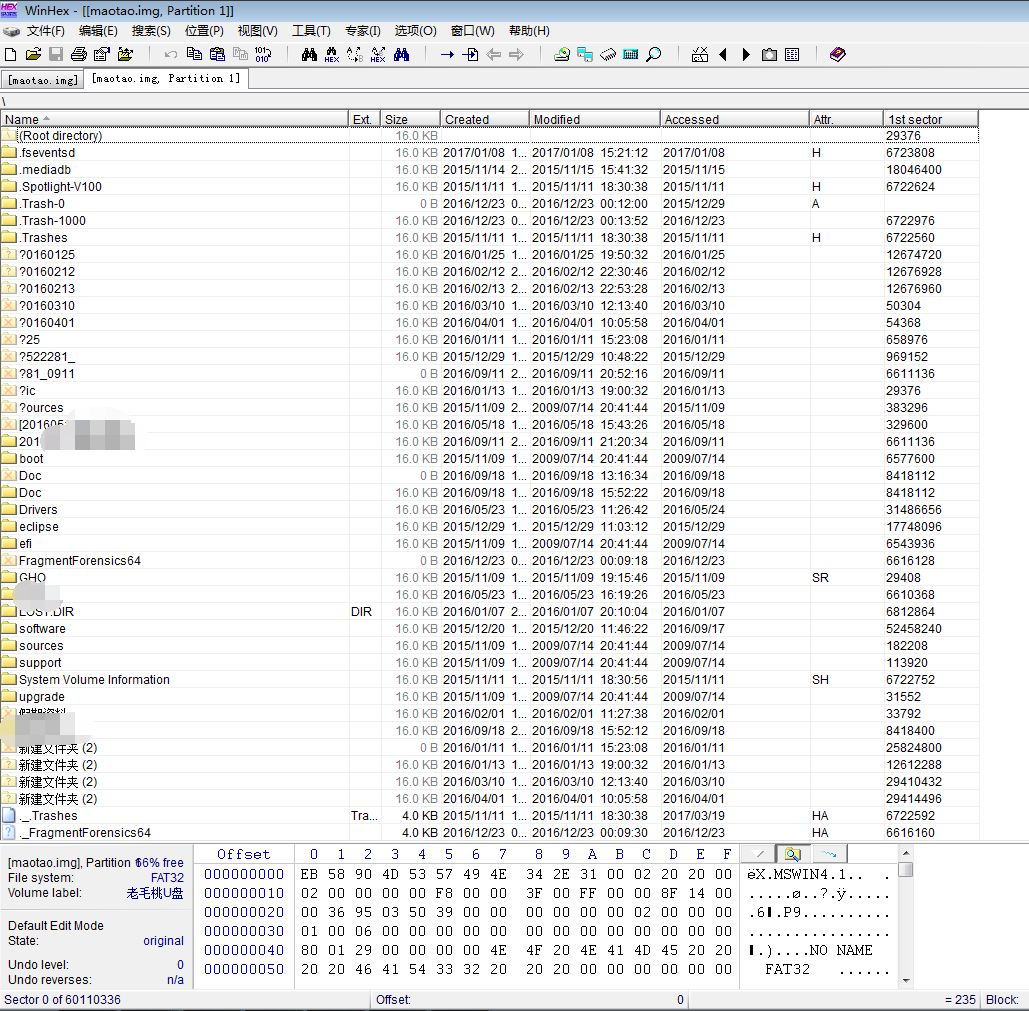 WinHex - [[maotao.img, Partition 1]]
文件(F) 编辑(E) 搜索(S) 位置(P) 视图(V) 工具(T) 专家(I) 选项(O) 窗口(W) 帮助(H)
[maotao.img] [maotao.img, Partition 1]
\
Name Ext. Size Created Modified Accessed Attr. 1st sector
(Root directory) 16.0 KB 29376
.fseventsd 16.0 KB 2017/01/08 1... 2017/01/08 15:21:12 2017/01/08 H 6723808
.mediadb 16.0 KB 2015/11/14 2... 2015/11/15 15:41:32 2015/11/15 18046400
.Spotlight-V100 16.0 KB 2015/11/11 1... 2015/11/11 18:30:38 2015/11/11 H 6722624
.Trash-0 0 B 2016/12/23 0... 2016/12/23 00:12:00 2015/12/29 A
.Trash-1000 16.0 KB 2016/12/23 0... 2016/12/23 00:13:52 2016/12/23 6722976
.Trashes 16.0 KB 2015/11/11 1... 2015/11/11 18:30:38 2015/11/11 H 6722560
?0160125 16.0 KB 2016/01/25 1... 2016/01/25 19:50:32 2016/01/25 12674720
?0160212 16.0 KB 2016/02/12 2... 2016/02/12 22:30:46 2016/02/12 12676928
?0160213 16.0 KB 2016/02/13 2... 2016/02/13 22:53:28 2016/02/13 12676960
?0160310 16.0 KB 2016/03/10 1... 2016/03/10 12:13:40 2016/03/10 50304
?0160401 16.0 KB 2016/04/01 1... 2016/04/01 10:05:58 2016/04/01 54368
?25 16.0 KB 2016/01/11 1... 2016/01/11 15:23:08 2016/01/11 658976
?522281_ 16.0 KB 2015/12/29 1... 2015/12/29 10:48:22 2015/12/29 969152
?81_0911 0 B 2016/09/11 2... 2016/09/11 20:52:16 2016/09/11 6611136
?ic 16.0 KB 2016/01/13 1... 2016/01/13 19:00:32 2016/01/13 29376
?ources 16.0 KB 2015/11/09 2... 2009/07/14 20:41:44 2015/11/09 383296
[201605 16.0 KB 2016/05/18 1... 2016/05/18 15:43:26 2016/05/18 329600
201 16.0 KB 2016/09/11 2... 2016/09/11 21:20:34 2016/09/11 6611136
boot 16.0 KB 2015/11/09 1... 2009/07/14 20:41:44 2009/07/14 6577600
Doc 0 B 2016/09/18 1... 2016/09/18 13:16:34 2016/09/18 8418112
Doc 16.0 KB 2016/09/18 1... 2016/09/18 15:52:22 2016/09/18 8418112
Drivers 16.0 KB 2016/05/23 1... 2016/05/23 11:26:42 2016/05/24 31486656
eclipse 16.0 KB 2015/12/29 1... 2015/12/29 11:03:12 2015/12/29 17748096
efi 16.0 KB 2015/11/09 1... 2009/07/14 20:41:44 2009/07/14 6543936
FragmentForensics64 0 B 2016/12/23 0... 2016/12/23 00:09:18 2016/12/23 6616128
GHO 16.0 KB 2015/11/09 1... 2015/11/09 19:15:46 2015/11/09 SR 29408
16.0 KB 2016/05/23 1... 2016/05/23 16:19:26 2016/05/23 6610368
LOST.DIR DIR 16.0 KB 2016/01/07 2... 2016/01/07 20:10:04 2016/01/07 6812864
software 16.0 KB 2015/12/20 1... 2015/12/20 11:46:22 2016/09/17 52458240
sources 16.0 KB 2015/11/09 1... 2009/07/14 20:41:44 2009/07/14 182208
support 16.0 KB 2015/11/09 1... 2009/07/14 20:41:44 2009/07/14 113920
System Volume Information 16.0 KB 2015/11/11 1... 2015/11/11 18:30:56 2015/11/11 SH 6722752
upgrade 16.0 KB 2015/11/09 1... 2009/07/14 20:41:44 2009/07/14 31552
假期资料 16.0 KB 2016/02/01 1... 2016/02/01 11:27:38 2016/02/01 33792
16.0 KB 2016/09/18 2... 2016/09/18 15:52:12 2016/09/18 8418400
新建文件夹 (2) 0 B 2016/01/11 1... 2016/01/11 15:23:08 2016/01/11 25824800
新建文件夹 (2) 16.0 KB 2016/01/13 1... 2016/01/13 19:00:32 2016/01/13 12612288
新建文件夹 (2) 16.0 KB 2016/03/10 1... 2016/03/10 12:13:40 2016/03/10 29410432
新建文件夹 (2) 16.0 KB 2016/04/01 1... 2016/04/01 10:05:58 2016/04/01 29414496
._.Trashes Tra... 4.0 KB 2015/11/11 1... 2015/11/11 18:30:38 2017/03/19 HA 6722592
._FragmentForensics64 4.0 KB 2016/12/23 0... 2016/12/23 00:09:30 2016/12/23 HA 6616160
[maotao.img], Partition 1 66% free
File system: FAT32
Volume label: 老毛桃U盘
Default Edit Mode
State: original
Undo level: 0
Undo reverses: n/a
Offset 0 1 2 3 4 5 6 7 8 9 A B C D E F
000000000 EB 58 90 4D 53 57 49 4E 34 2E 31 00 02 20 20 00 ëX.MSWIN4.1.. .
000000010 02 00 00 00 00 F8 00 00 3F 00 FF 00 00 8F 14 00 .....ø..?.ÿ.....
000000020 00 36 95 03 50 39 00 00 00 00 00 00 02 00 00 00 .6.P9..........
000000030 01 00 06 00 00 00 00 00 00 00 00 00 00 00 00 00 ................
000000040 80 01 29 00 00 00 00 4E 4F 20 4E 41 4D 45 20 20 .)....NO NAME
000000050 20 20 46 41 54 33 32 20 20 20 00 00 00 00 00 00 FAT32 ......
Sector 0 of 60110336 Offset: 0 = 235 Block: